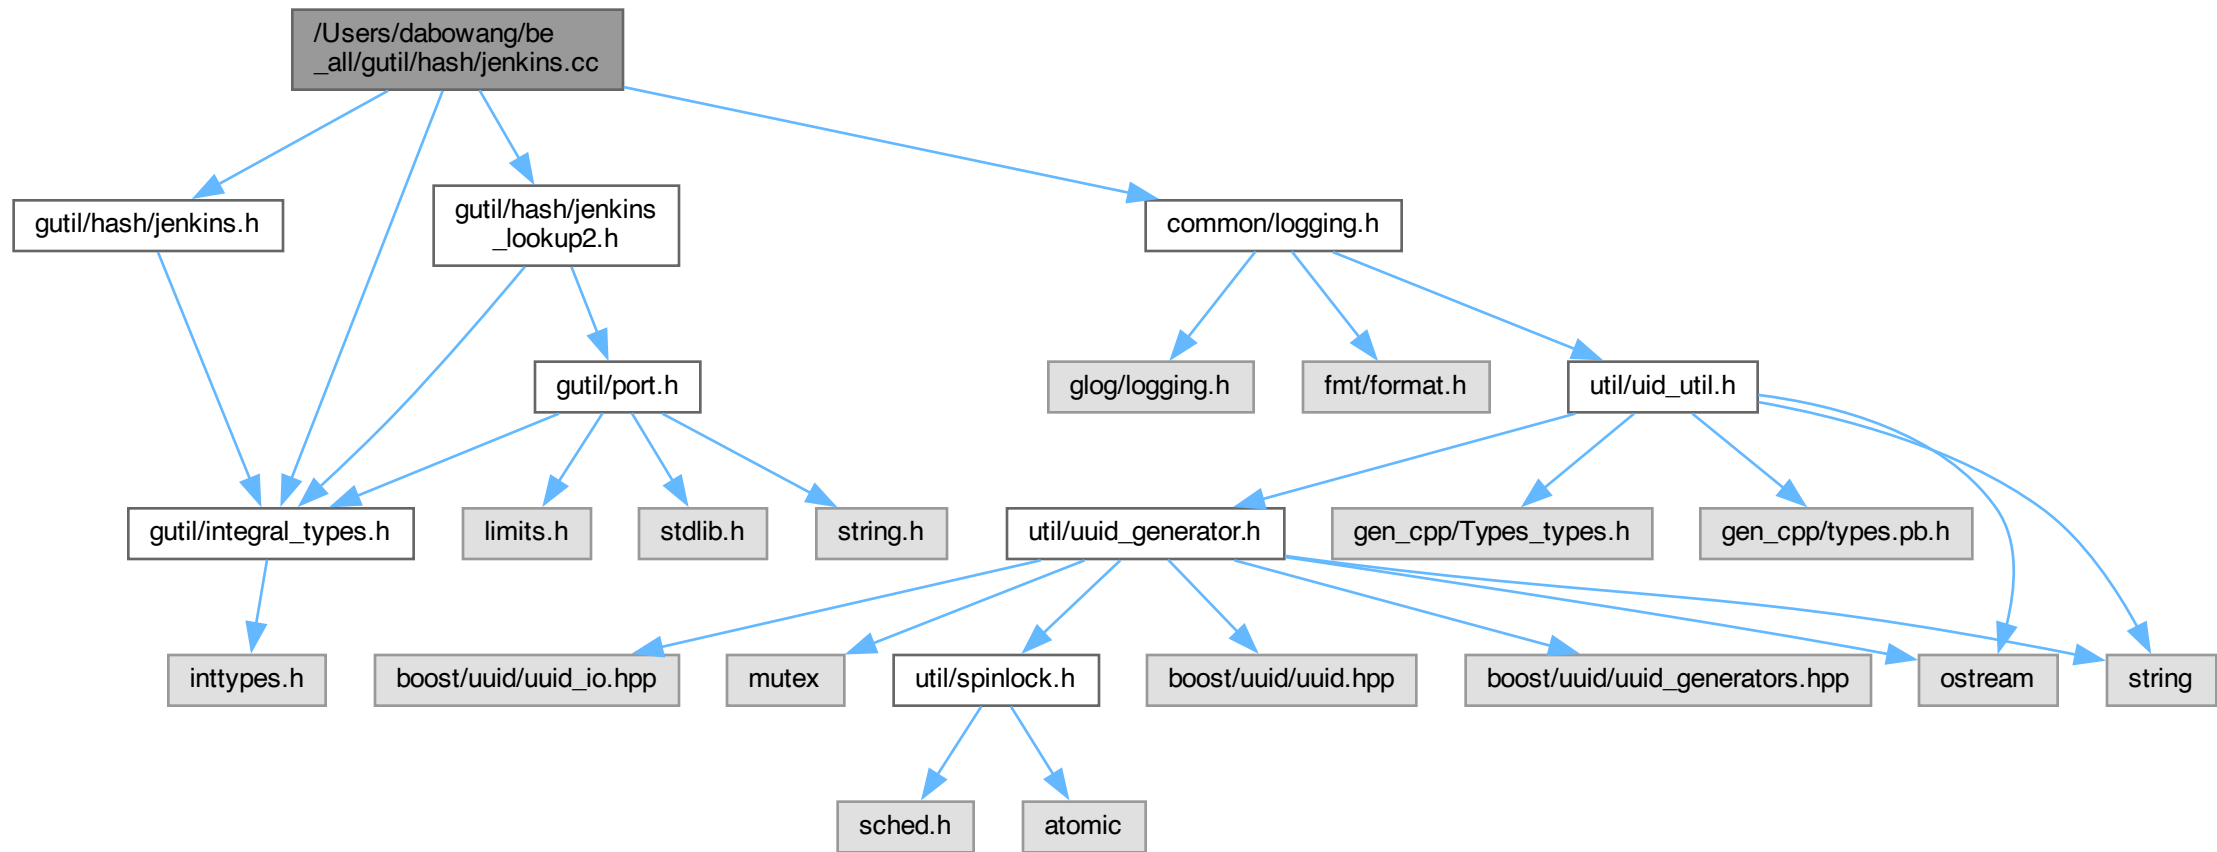 /Users/dabowang/be
_all/gutil/hash/jenkins.cc
gutil/hash/jenkins.h
gutil/hash/jenkins
_lookup2.h
common/logging.h
gutil/port.h
glog/logging.h
fmt/format.h
util/uid_util.h
gutil/integral_types.h
limits.h
stdlib.h
string.h
util/uuid_generator.h
gen_cpp/Types_types.h
gen_cpp/types.pb.h
inttypes.h
boost/uuid/uuid_io.hpp
mutex
util/spinlock.h
boost/uuid/uuid.hpp
boost/uuid/uuid_generators.hpp
ostream
string
sched.h
atomic